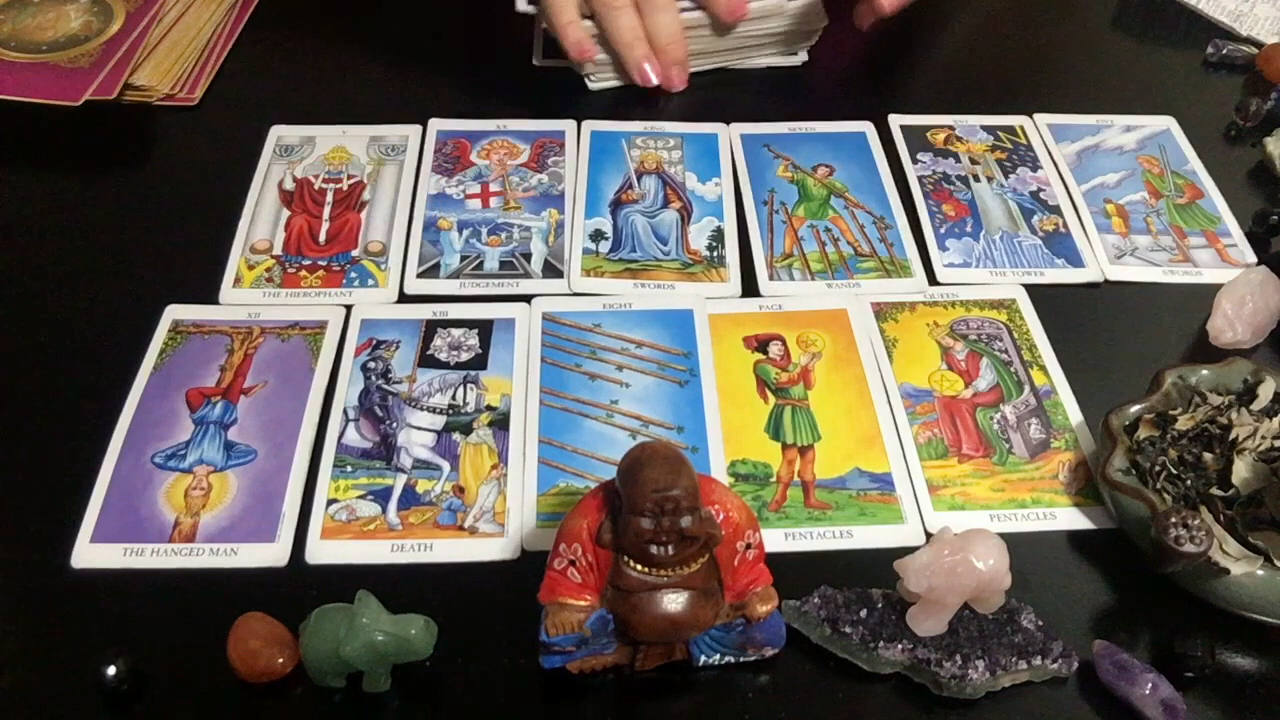 V
THE HIEROPHANT
XX
JUDGEMENT
KING
SWORDS
SEVEN
WANDS
XVI
THE TOWER
FIVE
SWORDS
XII
THE HANGED MAN
XIII
DEATH
EIGHT
PAGE
PENTACLES
QUEEN
PENTACLES